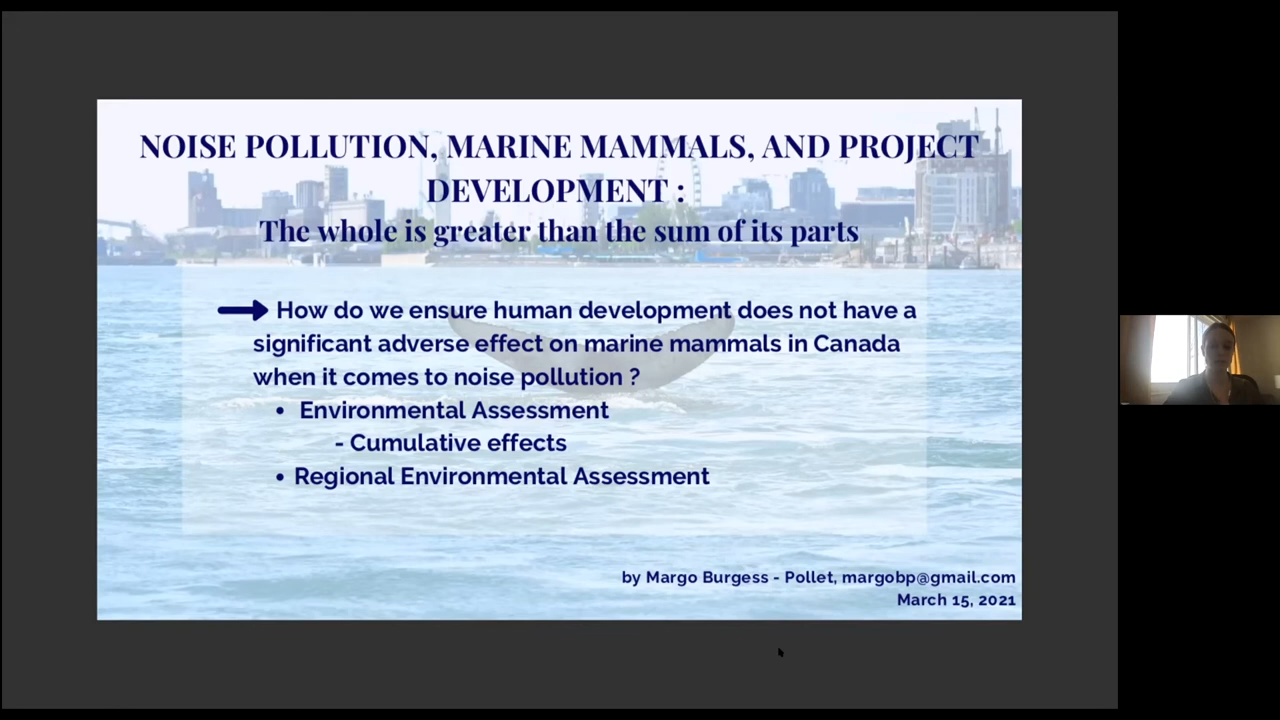 NOISE POLLUTION, MARINE MAMMALS, AND PROJECT
DEVELOPMENT :
The whole is greater than the sum of its parts
How do we ensure human development does not have a
significant adverse effect on marine mammals in Canada
when it comes to noise pollution ?
• Environmental Assessment
- Cumulative effects
• Regional Environmental Assessment
by Margo Burgess - Pollet, margobp@gmail.com
March 15, 2021